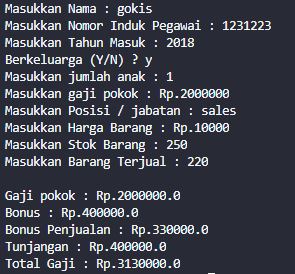 Masukkan Nama : gokis
Masukkan Nomor Induk Pegawai : 1231223
Masukkan Tahun Masuk : 2018
Berkeluarga (Y/N) ? y
Masukkan jumlah anak : 1
Masukkan gaji pokok : Rp.2000000
Masukkan Posisi / jabatan : sales
Masukkan Harga Barang : Rp.10000
Masukkan Stok Barang : 250
Masukkan Barang Terjual : 220

Gaji pokok : Rp.2000000.0
Bonus : Rp.400000.0
Bonus Penjualan : Rp.330000.0
Tunjangan : Rp.400000.0
Total Gaji : Rp.3130000.0